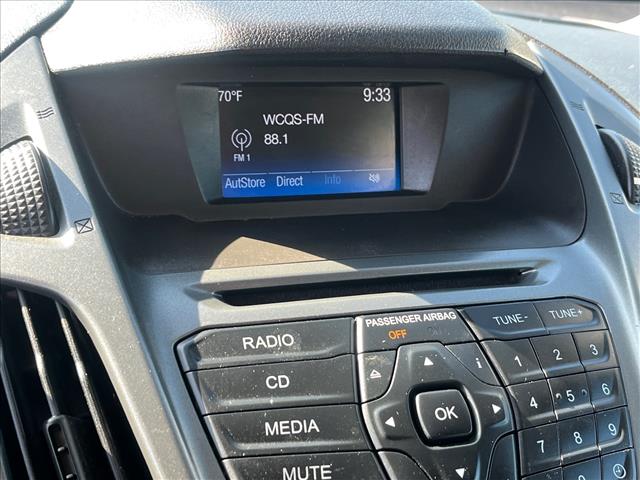 70°F 9:33
WCQS-FM
88.1
FM 1
AutStore Direct Info
PASSENGER AIRBAG
OFF
TUNE- TUNE+
RADIO
CD
MEDIA
MUTE
i
OK
1 2 3
4 5 6
7 8 9
0